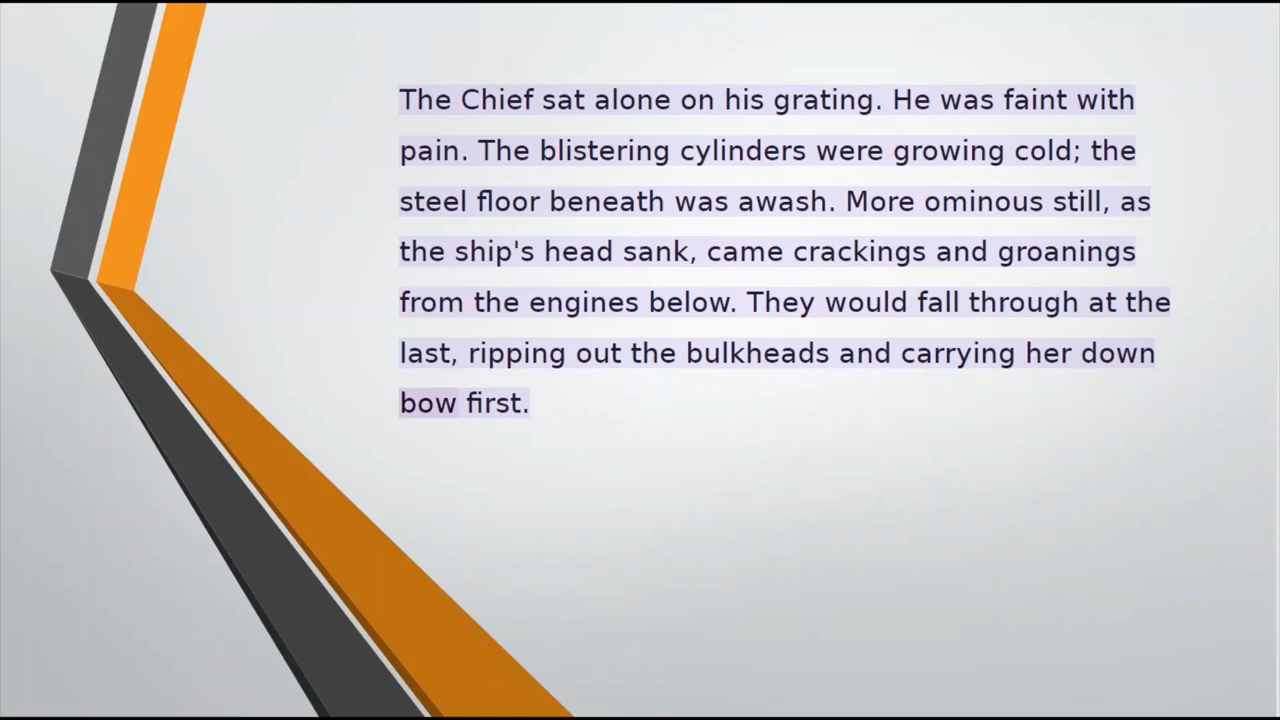 The Chief sat alone on his grating. He was faint with
pain. The blistering cylinders were growing cold; the
steel floor beneath was awash. More ominous still, as
the ship's head sank, came crackings and groanings
from the engines below. They would fall through at the
last, ripping out the bulkheads and carrying her down
bow first.